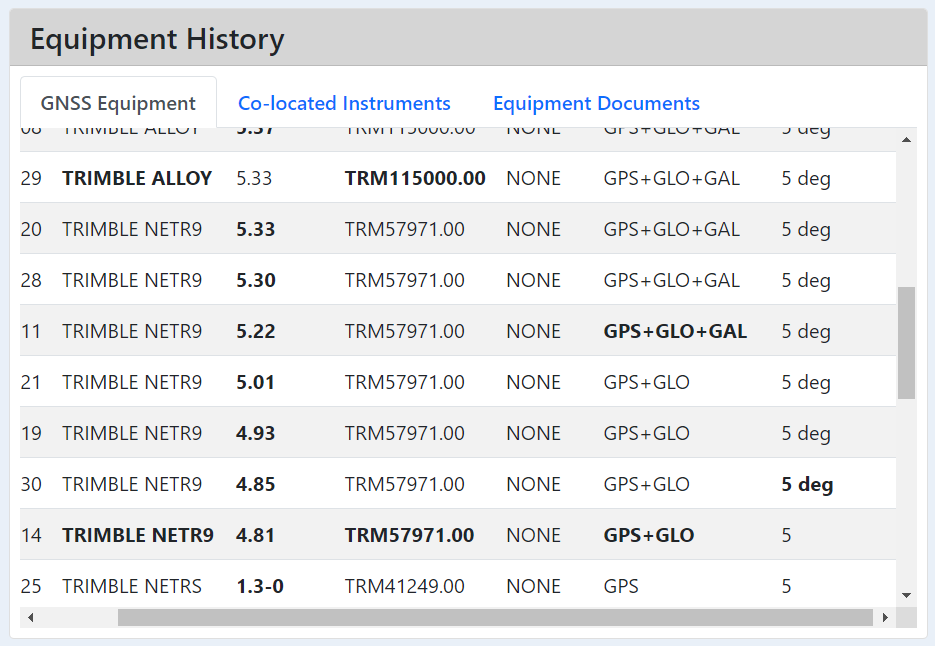 Equipment History
GNSS Equipment Co-located Instruments Equipment Documents
08 TRIMBLE ALLOY 5.37 TRM115000.00 NONE GPS+GLO+GAL 5 deg
29 TRIMBLE ALLOY 5.33 TRM115000.00 NONE GPS+GLO+GAL 5 deg
20 TRIMBLE NETR9 5.33 TRM57971.00 NONE GPS+GLO+GAL 5 deg
28 TRIMBLE NETR9 5.30 TRM57971.00 NONE GPS+GLO+GAL 5 deg
11 TRIMBLE NETR9 5.22 TRM57971.00 NONE GPS+GLO+GAL 5 deg
21 TRIMBLE NETR9 5.01 TRM57971.00 NONE GPS+GLO 5 deg
19 TRIMBLE NETR9 4.93 TRM57971.00 NONE GPS+GLO 5 deg
30 TRIMBLE NETR9 4.85 TRM57971.00 NONE GPS+GLO 5 deg
14 TRIMBLE NETR9 4.81 TRM57971.00 NONE GPS+GLO 5
25 TRIMBLE NETRS 1.3-0 TRM41249.00 NONE GPS 5